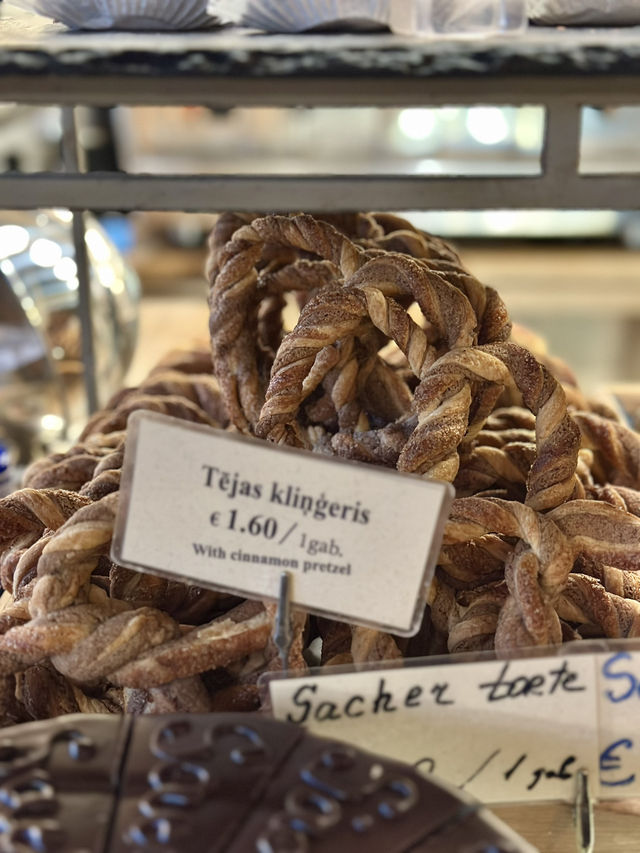 Tējas kliņģeris
€ 1.60 / 1gab.
With cinnamon pretzel
Sacher torte
/ 1 gab
€